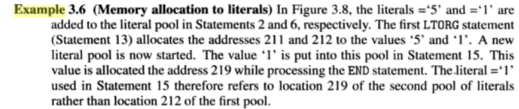 Example 3.6 (Memory allocation to literals) In Figure 3.8, the literals ='5' and ='1' are
added to the literal pool in Statements 2 and 6, respectively. The first LTORG statement
(Statement 13) allocates the addresses 211 and 212 to the values '5' and '1'. A new
literal pool is now started. The value '1' is put into this pool in Statement 15. This
value is allocated the address 219 while processing the END statement. The literal ='1'
used in Statement 15 therefore refers to location 219 of the second pool of literals
rather than location 212 of the first pool.